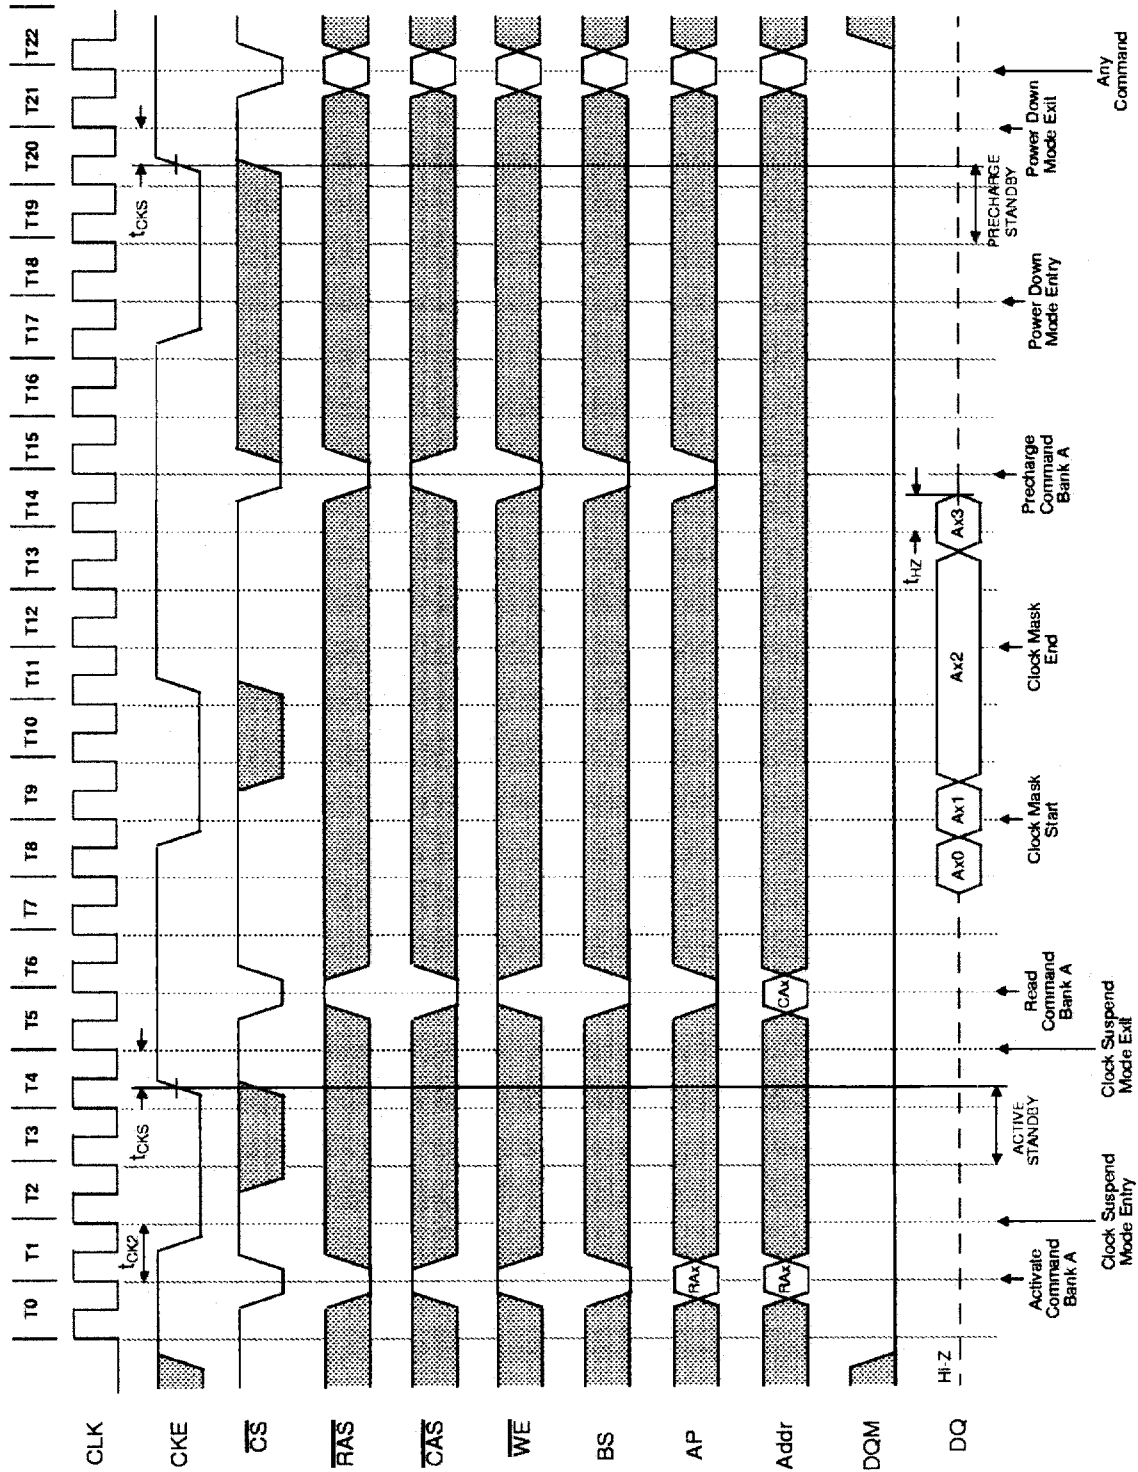 T0 T1 T2 T3 T4 T5 T6 T7 T8 T9 T10 T11 T12 T13 T14 T15 T16 T17 T18 T19 T20 T21 T22
CLK
tCK2
tCKS
tCKS
CKE
CS
RAS
CAS
WE
BS
AP
RAx
Addr
RAx
CAx
DQM
DQ
Hi-Z
Ax0
Ax1
Ax2
Ax3
tHZ
ACTIVE
STANDBY
PRECHARGE
STANDBY
Activate
Command
Bank A
Clock Suspend
Mode Entry
Clock Suspend
Mode Exit
Read
Command
Bank A
Clock Mask
Start
Clock Mask
End
Precharge
Command
Bank A
Power Down
Mode Entry
Power Down
Mode Exit
Any
Command